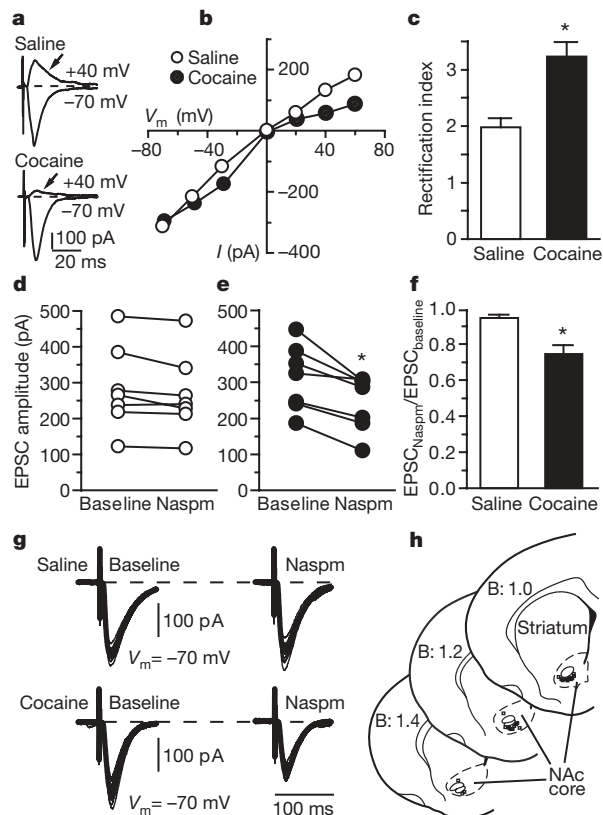 a
Saline
+40 mV
−70 mV
Cocaine
+40 mV
−70 mV
100 pA
20 ms
b
Saline
Cocaine
200
Vm (mV)
−80
−40
0
40
80
−200
I (pA)
−400
c
Rectification index
3
2
1
0
*
Saline
Cocaine
d
EPSC amplitude (pA)
500
400
300
200
100
0
Baseline Naspm
e
500
400
300
200
100
0
*
Baseline Naspm
f
EPSCNaspm/EPSCbaseline
1.0
0.8
0.6
0.4
0.2
0.0
*
Saline
Cocaine
g
Saline
Baseline
Naspm
100 pA
Vm= −70 mV
Cocaine
Baseline
Naspm
100 pA
Vm= −70 mV
100 ms
h
B: 1.0
Striatum
B: 1.2
B: 1.4
NAc
core